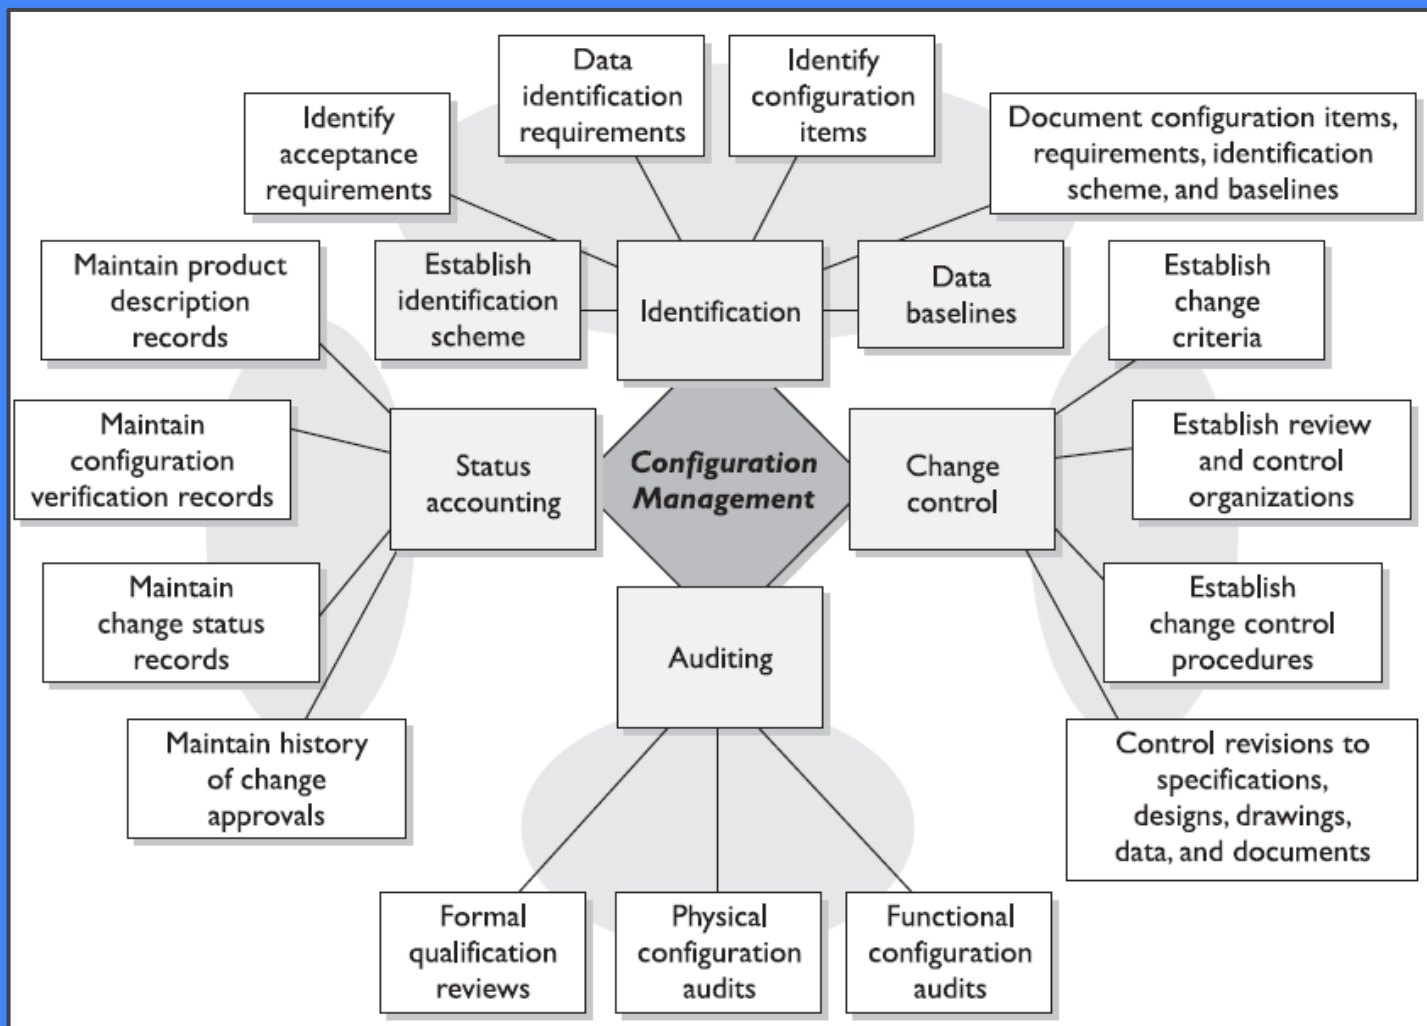 Data
identification
requirements
Identify
configuration
items
Identify
acceptance
requirements
Document configuration items,
requirements, identification
scheme, and baselines
Maintain product
description
records
Establish
identification
scheme
Identification
Data
baselines
Establish
change
criteria
Maintain
configuration
verification records
Status
accounting
Configuration
Management
Change
control
Establish review
and control
organizations
Maintain
change status
records
Auditing
Establish
change control
procedures
Maintain history
of change
approvals
Control revisions to
specifications,
designs, drawings,
data, and documents
Formal
qualification
reviews
Physical
configuration
audits
Functional
configuration
audits